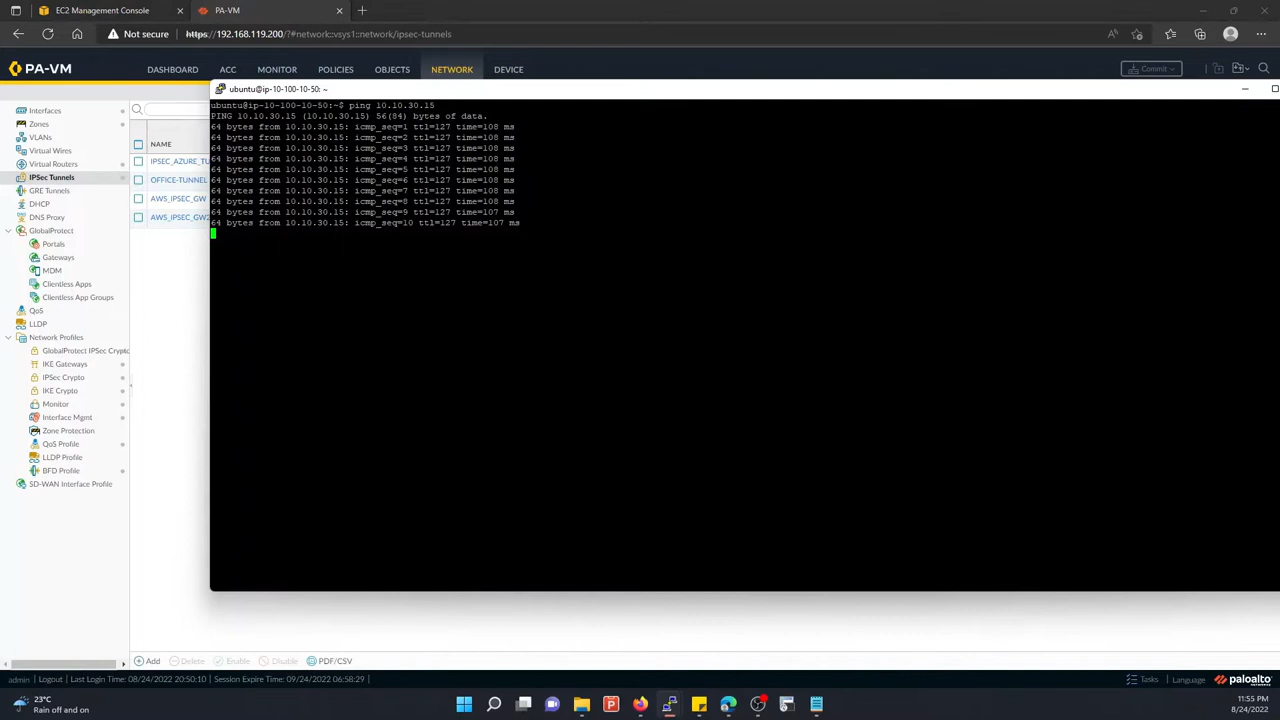 EC2 Management Console
PA-VM
Not secure
https://192.168.119.200/?#network::vsys1::network/ipsec-tunnels
PA-VM
DASHBOARD
ACC
MONITOR
POLICIES
OBJECTS
NETWORK
DEVICE
Commit
ubuntu@ip-10-100-10-50: ~
Interfaces
Zones
VLANs
Virtual Wires
Virtual Routers
IPSec Tunnels
GRE Tunnels
DHCP
DNS Proxy
GlobalProtect
Portals
Gateways
MDM
Clientless Apps
Clientless App Groups
QoS
LLDP
Network Profiles
GlobalProtect IPSec Crypto
IKE Gateways
IPSec Crypto
IKE Crypto
Monitor
Interface Mgmt
Zone Protection
QoS Profile
LLDP Profile
BFD Profile
SD-WAN Interface Profile
NAME
IPSEC_AZURE_TU
OFFICE-TUNNEL
AWS_IPSEC_GW
AWS_IPSEC_GW2
ubuntu@ip-10-100-10-50:~$ ping 10.10.30.15
PING 10.10.30.15 (10.10.30.15) 56(84) bytes of data.
64 bytes from 10.10.30.15: icmp_seq=1 ttl=127 time=108 ms
64 bytes from 10.10.30.15: icmp_seq=2 ttl=127 time=108 ms
64 bytes from 10.10.30.15: icmp_seq=3 ttl=127 time=108 ms
64 bytes from 10.10.30.15: icmp_seq=4 ttl=127 time=108 ms
64 bytes from 10.10.30.15: icmp_seq=5 ttl=127 time=108 ms
64 bytes from 10.10.30.15: icmp_seq=6 ttl=127 time=108 ms
64 bytes from 10.10.30.15: icmp_seq=7 ttl=127 time=108 ms
64 bytes from 10.10.30.15: icmp_seq=8 ttl=127 time=108 ms
64 bytes from 10.10.30.15: icmp_seq=9 ttl=127 time=107 ms
64 bytes from 10.10.30.15: icmp_seq=10 ttl=127 time=107 ms
Add
Delete
Enable
Disable
PDF/CSV
admin | Logout | Last Login Time: 08/24/2022 20:50:10 | Session Expire Time: 09/24/2022 06:58:29 |
Tasks | Language
paloalto
NETWORKS
23°C
Rain off and on
11:55 PM
8/24/2022